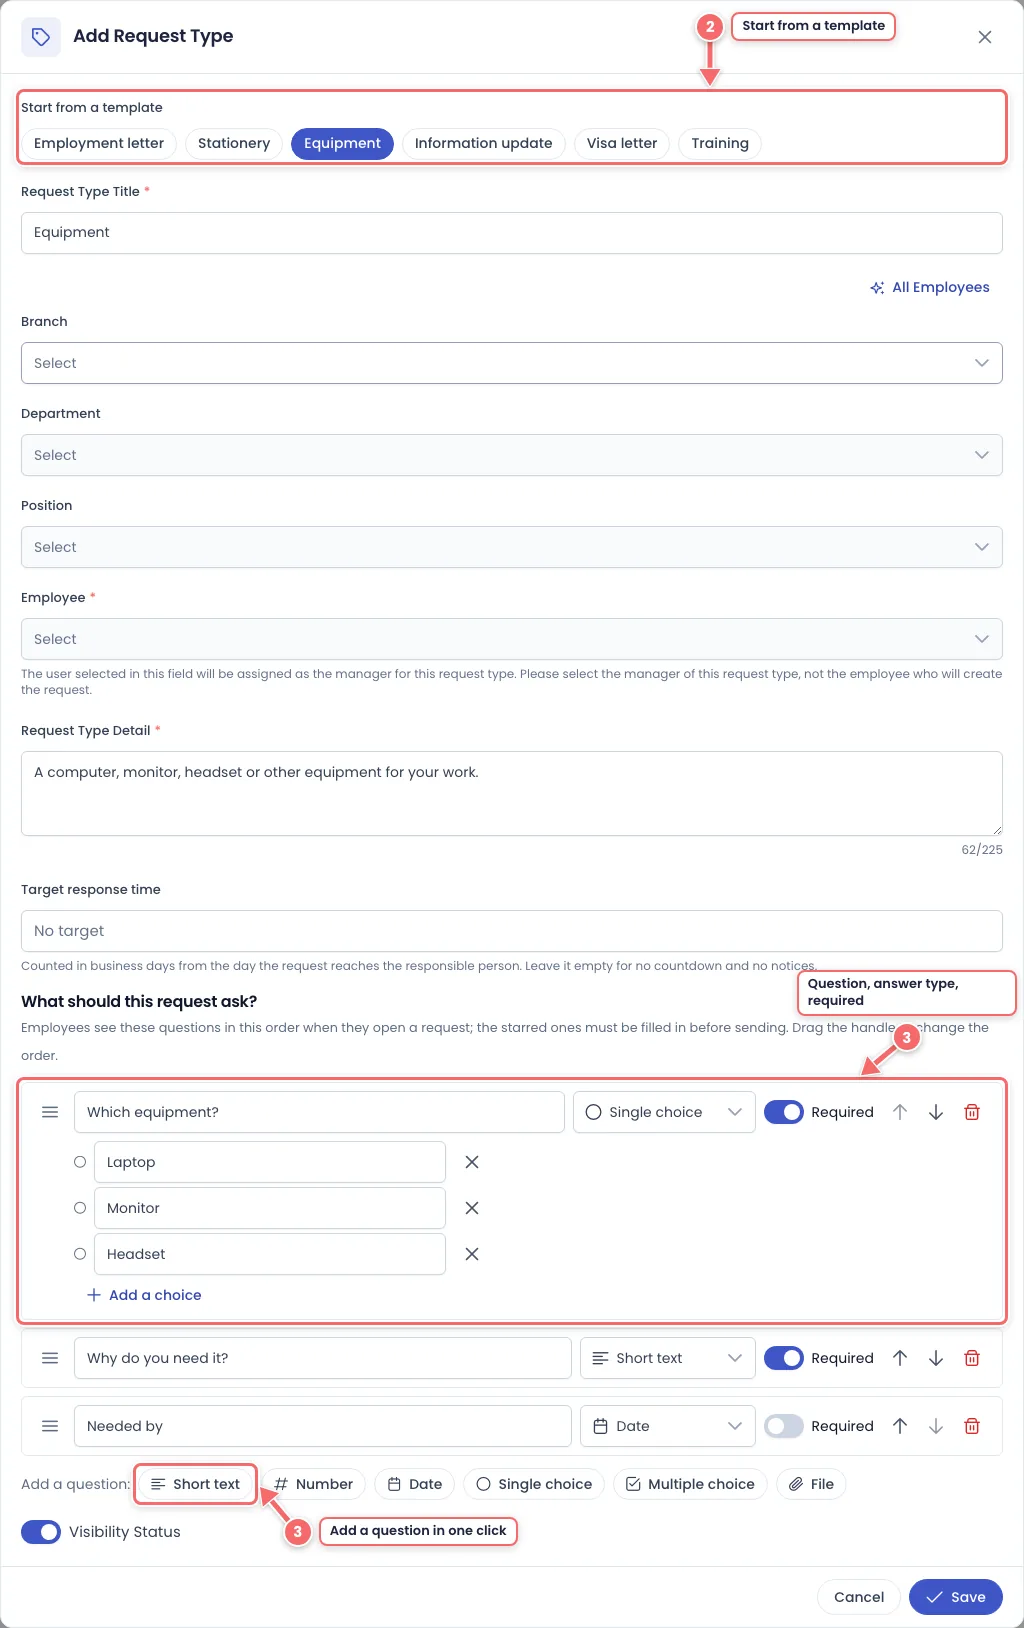 Add Request Type
2
Start from a template
Start from a template
Employment letter
Stationery
Equipment
Information update
Visa letter
Training
Request Type Title *
Equipment
All Employees
Branch
Select
Department
Select
Position
Select
Employee *
Select
The user selected in this field will be assigned as the manager for this request type. Please select the manager of this request type, not the employee who will create
the request.
Request Type Detail *
A computer, monitor, headset or other equipment for your work.
62/225
Target response time
No target
Counted in business days from the day the request reaches the responsible person. Leave it empty for no countdown and no notices.
Question, answer type,
required
What should this request ask?
Employees see these questions in this order when they open a request; the starred ones must be filled in before sending. Drag the handle change the
order.
3
Which equipment?
Single choice
Required
Laptop
Monitor
Headset
Add a choice
Why do you need it?
Short text
Required
Needed by
Date
Required
Add a question:
Short text
Number
Date
Single choice
Multiple choice
File
3
Add a question in one click
Visibility Status
Cancel
Save